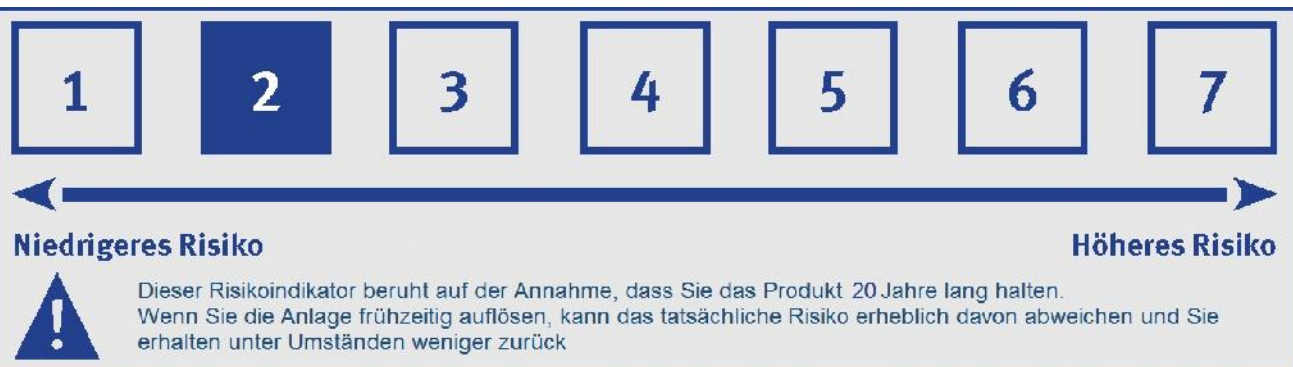 1 2 3 4 5 6 7
Niedrigeres Risiko Höheres Risiko
!
Dieser Risikoindikator beruht auf der Annahme, dass Sie das Produkt 20 Jahre lang halten.
Wenn Sie die Anlage frühzeitig auflösen, kann das tatsächliche Risiko erheblich davon abweichen und Sie
erhalten unter Umständen weniger zurück